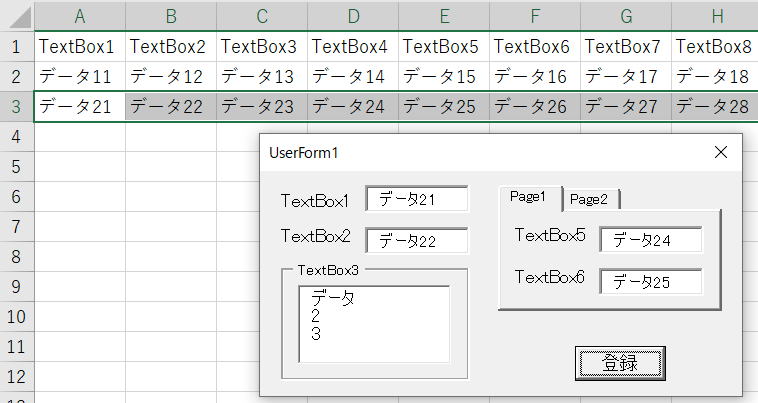 A B C D E F G H
1 TextBox1 TextBox2 TextBox3 TextBox4 TextBox5 TextBox6 TextBox7 TextBox8
2 データ11 データ12 データ13 データ14 データ15 データ16 データ17 データ18
3 データ21 データ22 データ23 データ24 データ25 データ26 データ27 データ28
4
5
6
7
8
9
10
11
12
UserForm1
TextBox1 データ21
TextBox2 データ22
TextBox3
データ
2
3
Page1 Page2
TextBox5 データ24
TextBox6 データ25
登録